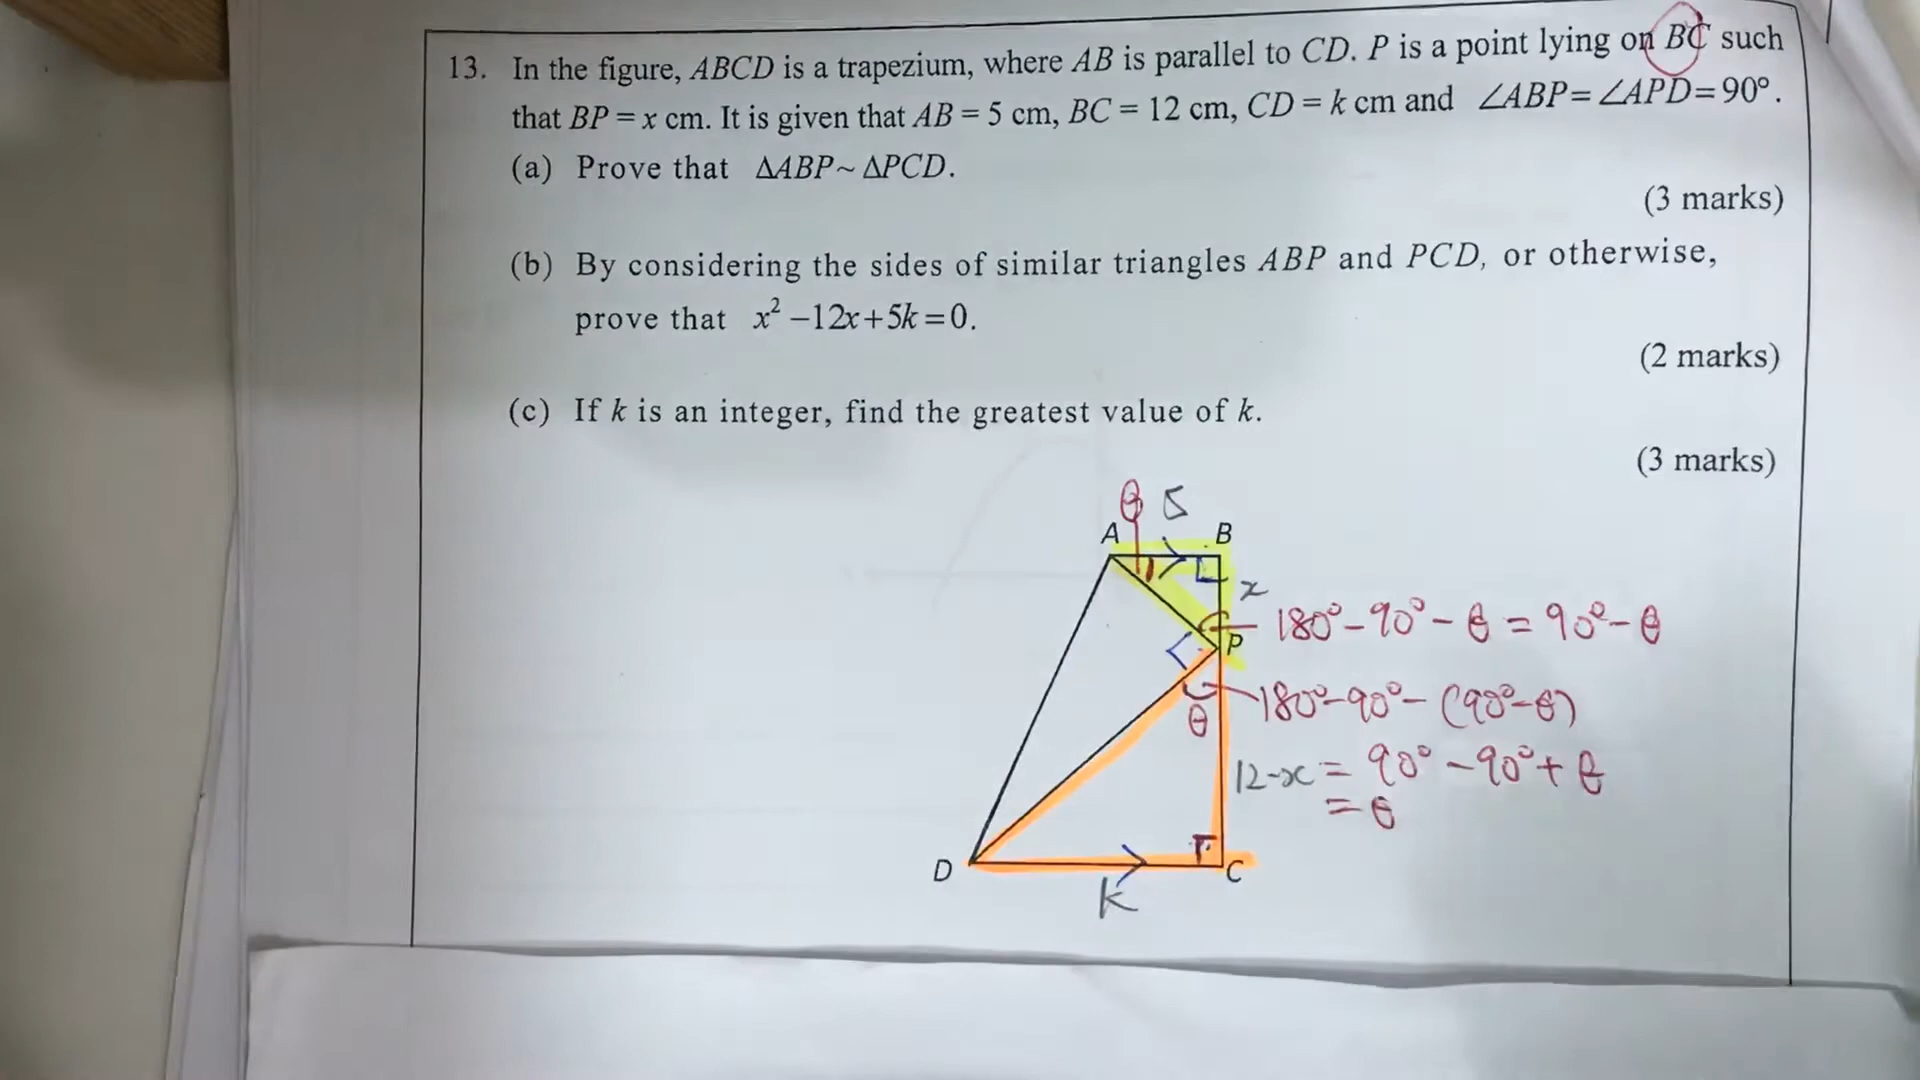 13. In the figure, ABCD is a trapezium, where AB is parallel to CD. P is a point lying on BC such
that BP = x cm. It is given that AB = 5 cm, BC = 12 cm, CD = k cm and ∠ABP = ∠APD = 90°.
(a) Prove that ΔABP ~ ΔPCD.
(3 marks)
(b) By considering the sides of similar triangles ABP and PCD, or otherwise,
prove that x² − 12x + 5k = 0.
(2 marks)
(c) If k is an integer, find the greatest value of k.
(3 marks)
θ 5
A B
x
180° − 90° − θ = 90° − θ
P
180° − 90° − (90° − θ)
θ
12-x = 90° − 90° + θ
= θ
D C
k